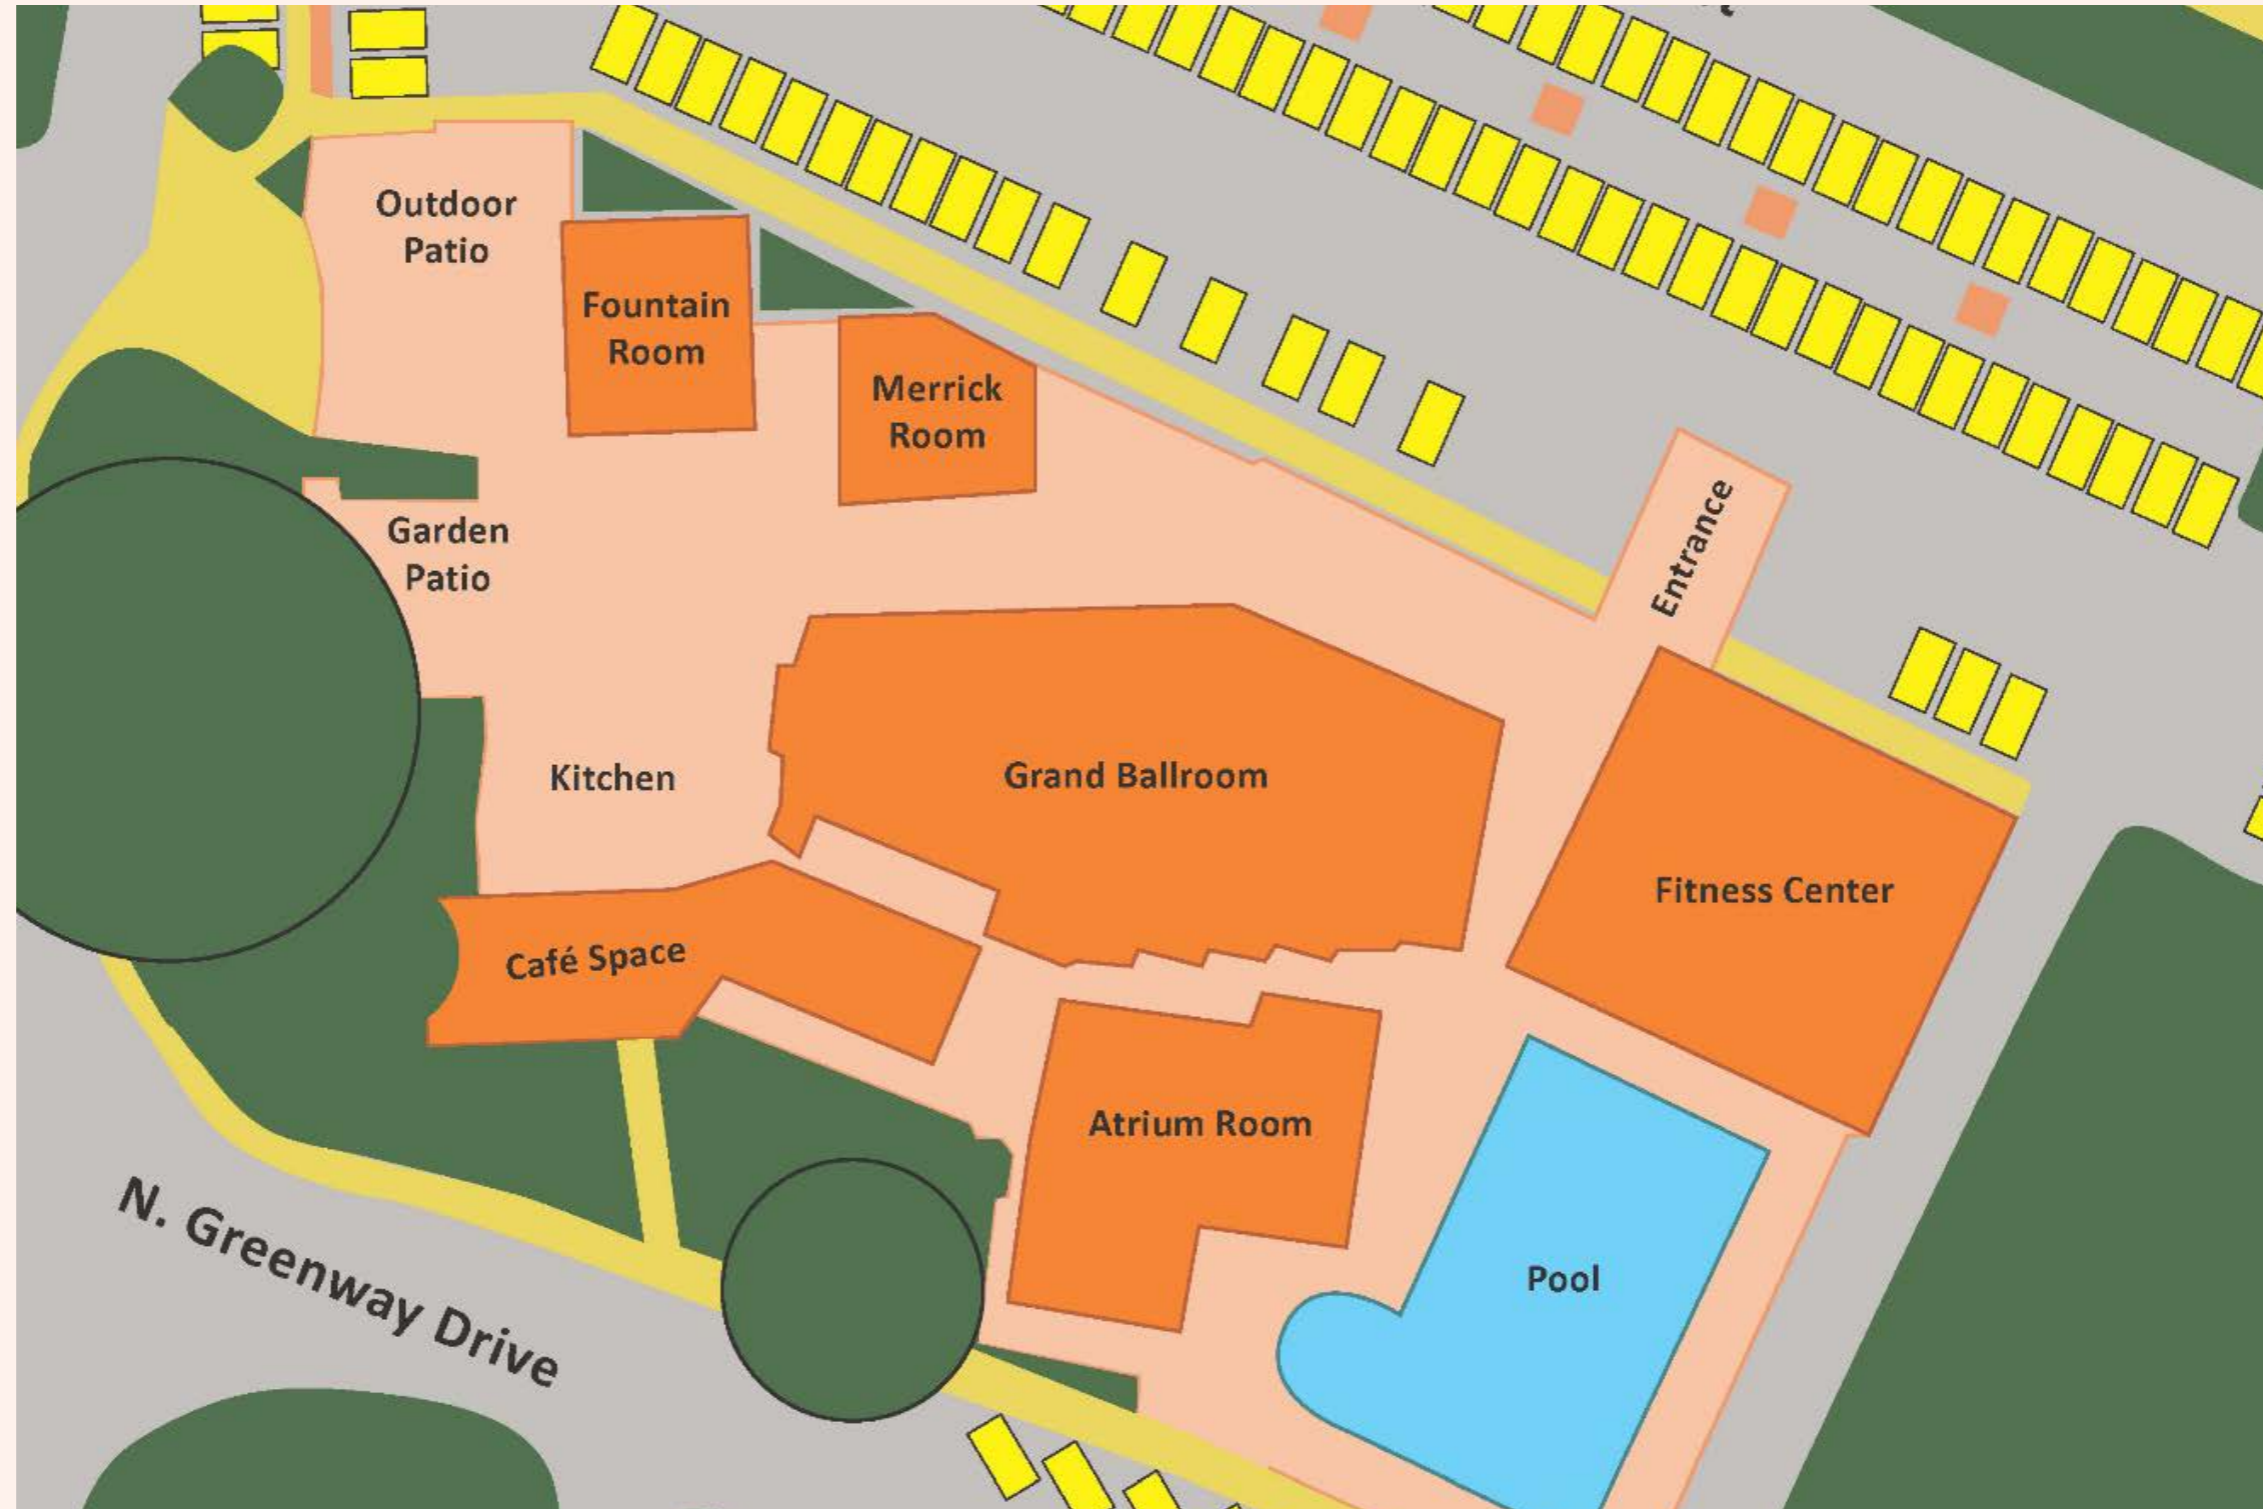 Outdoor
Patio
Fountain
Room
Merrick
Room
Entrance
Garden
Patio
Kitchen
Grand Ballroom
Fitness Center
Café Space
Atrium Room
Pool
N. Greenway Drive